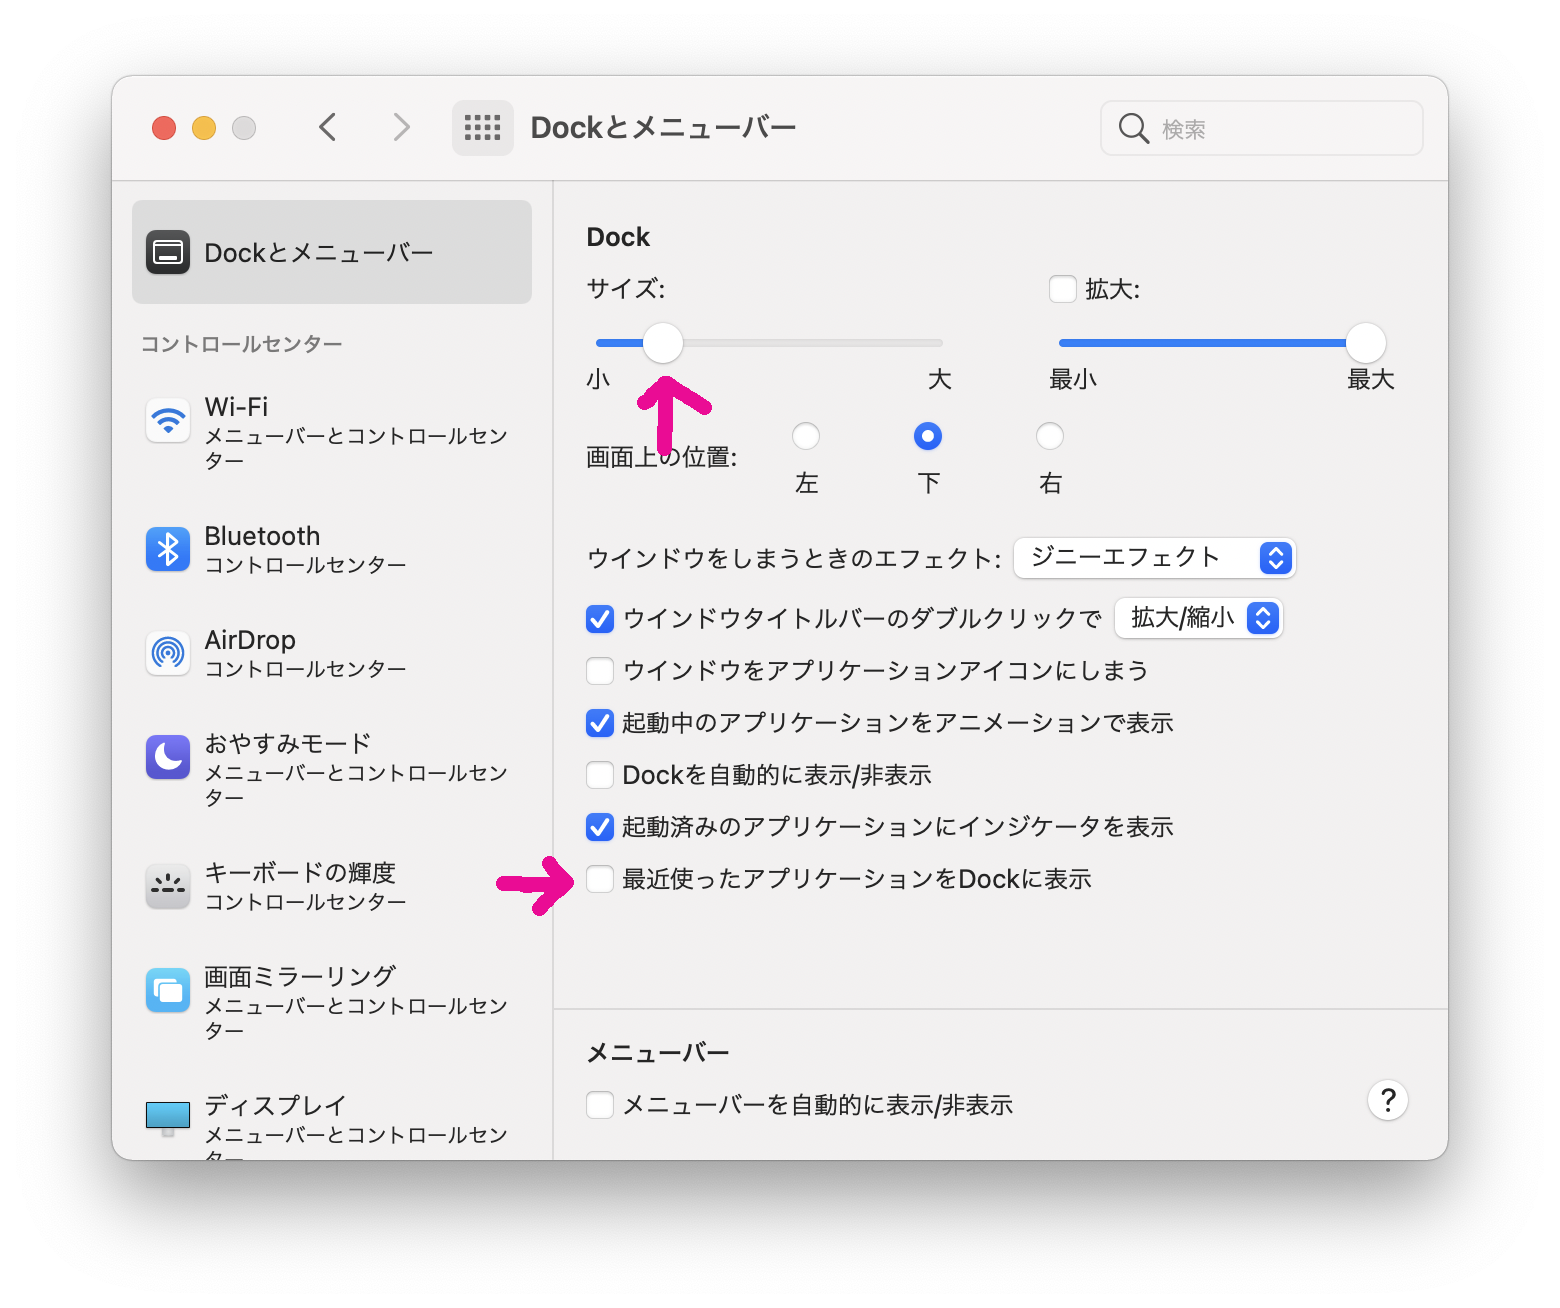 Dockとメニューバー
検索
Dockとメニューバー
コントロールセンター
Wi-Fi
メニューバーとコントロールセン
ター
Bluetooth
コントロールセンター
AirDrop
コントロールセンター
おやすみモード
メニューバーとコントロールセン
ター
キーボードの輝度
コントロールセンター
画面ミラーリング
メニューバーとコントロールセン
ター
ディスプレイ
メニューバーとコントロールセン
ター
Dock
サイズ:
拡大:
小
大
最小
最大
画面上の位置:
左
下
右
ウインドウをしまうときのエフェクト: ジニーエフェクト
ウインドウタイトルバーのダブルクリックで 拡大/縮小
ウインドウをアプリケーションアイコンにしまう
起動中のアプリケーションをアニメーションで表示
Dockを自動的に表示/非表示
起動済みのアプリケーションにインジケータを表示
最近使ったアプリケーションをDockに表示
メニューバー
メニューバーを自動的に表示/非表示
?